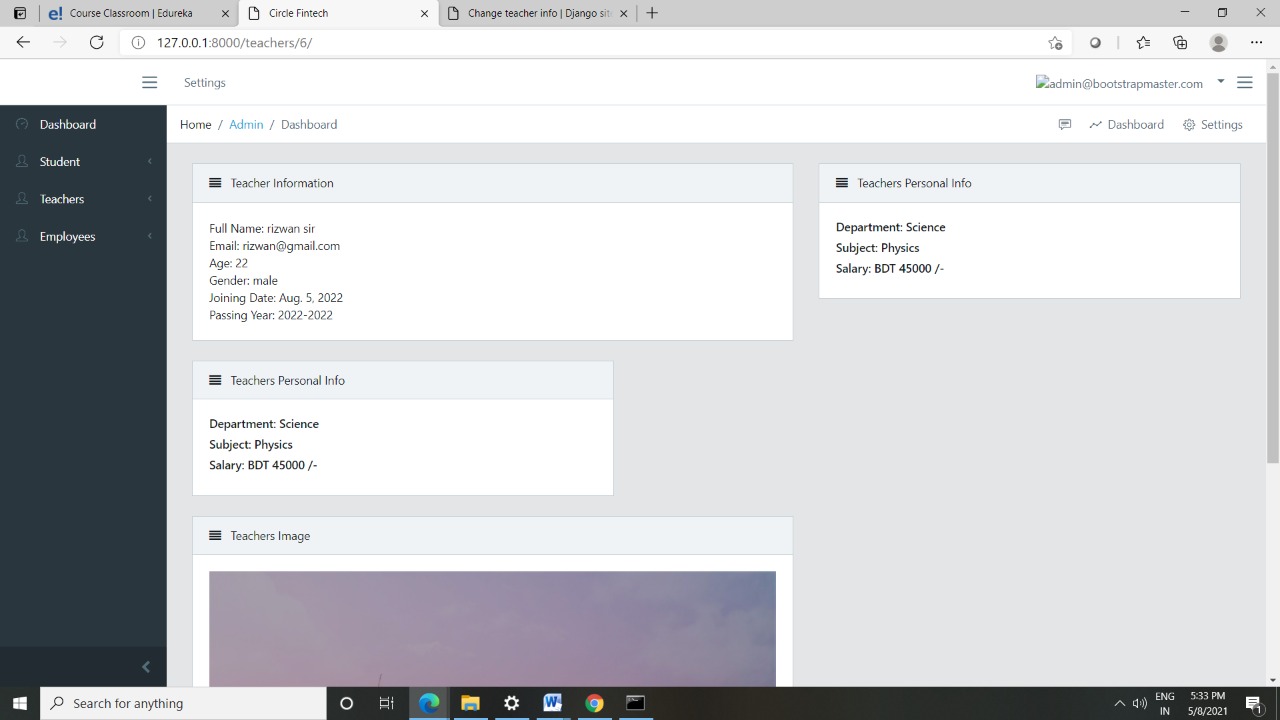 Course Classroom | Edureka
Circle Fintech
Change teacher info | Django sit
127.0.0.1:8000/teachers/6/
Settings
admin@bootstrapmaster.com
Dashboard
Student
Teachers
Employees
Home / Admin / Dashboard
Dashboard
Settings
Teacher Information
Full Name: rizwan sir
Email: rizwan@gmail.com
Age: 22
Gender: male
Joining Date: Aug. 5, 2022
Passing Year: 2022-2022
Teachers Personal Info
Department: Science
Subject: Physics
Salary: BDT 45000 /-
Teachers Personal Info
Department: Science
Subject: Physics
Salary: BDT 45000 /-
Teachers Image
Search for anything
ENG
IN
5:33 PM
5/8/2021
1